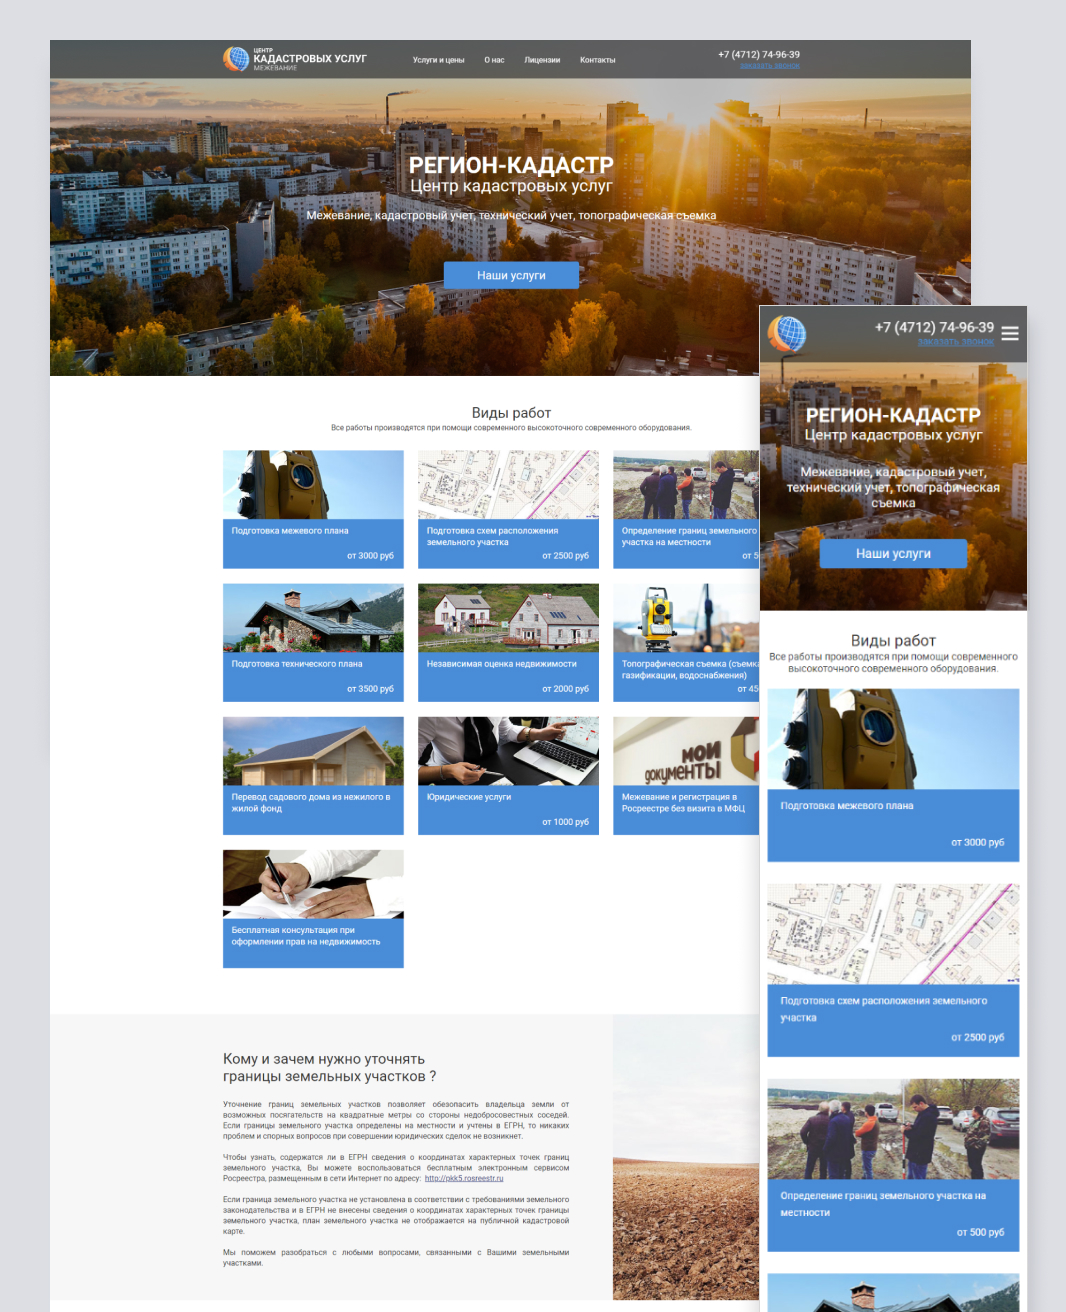 ЦЕНТР
КАДАСТРОВЫХ УСЛУГ
МЕЖЕВАНИЕ
Услуги и цены О нас Лицензии Контакты
+7 (4712) 74-96-39
заказать звонок
РЕГИОН-КАДАСТР
Центр кадастровых услуг
Межевание, кадастровый учет, технический учет, топографическая съемка
Наши услуги
Виды работ
Все работы производятся при помощи современного высокоточного современного оборудования.
Подготовка межевого плана
от 3000 руб
Подготовка схем расположения
земельного участка
от 2500 руб
Определение границ земельного
участка на местности
от 5
Подготовка технического плана
от 3500 руб
Независимая оценка недвижимости
от 2000 руб
Топографическая съемка (съемка
газификации, водоснабжения)
от 45
Перевод садового дома из нежилого в
жилой фонд
Юридические услуги
от 1000 руб
мои
документы
Межевание и регистрация в
Росреестре без визита в МФЦ
Бесплатная консультация при
оформлении прав на недвижимость
Кому и зачем нужно уточнять
границы земельных участков ?
Уточнение границ земельных участков позволяет обезопасить владельца земли от
возможных посягательств на квадратные метры со стороны недобросовестных соседей.
Если границы земельного участка определены на местности и учтены в ЕГРН, то никаких
проблем и спорных вопросов при совершении юридических сделок не возникнет.
Чтобы узнать, содержатся ли в ЕГРН сведения о координатах характерных точек границ
земельного участка, Вы можете воспользоваться бесплатным электронным сервисом
Росреестра, размещенным в сети Интернет по адресу: http://pkk5.rosreestr.ru
Если граница земельного участка не установлена в соответствии с требованиями земельного
законодательства и в ЕГРН не внесены сведения о координатах характерных точек границы
земельного участка, план земельного участка не отображается на публичной кадастровой
карте.
Мы поможем разобраться с любыми вопросами, связанными с Вашими земельными
участками.
+7 (4712) 74-96-39
заказать звонок
РЕГИОН-КАДАСТР
Центр кадастровых услуг
Межевание, кадастровый учет,
технический учет, топографическая
съемка
Наши услуги
Виды работ
Все работы производятся при помощи современного
высокоточного современного оборудования.
Подготовка межевого плана
от 3000 руб
Подготовка схем расположения земельного
участка
от 2500 руб
Определение границ земельного участка на
местности
от 500 руб